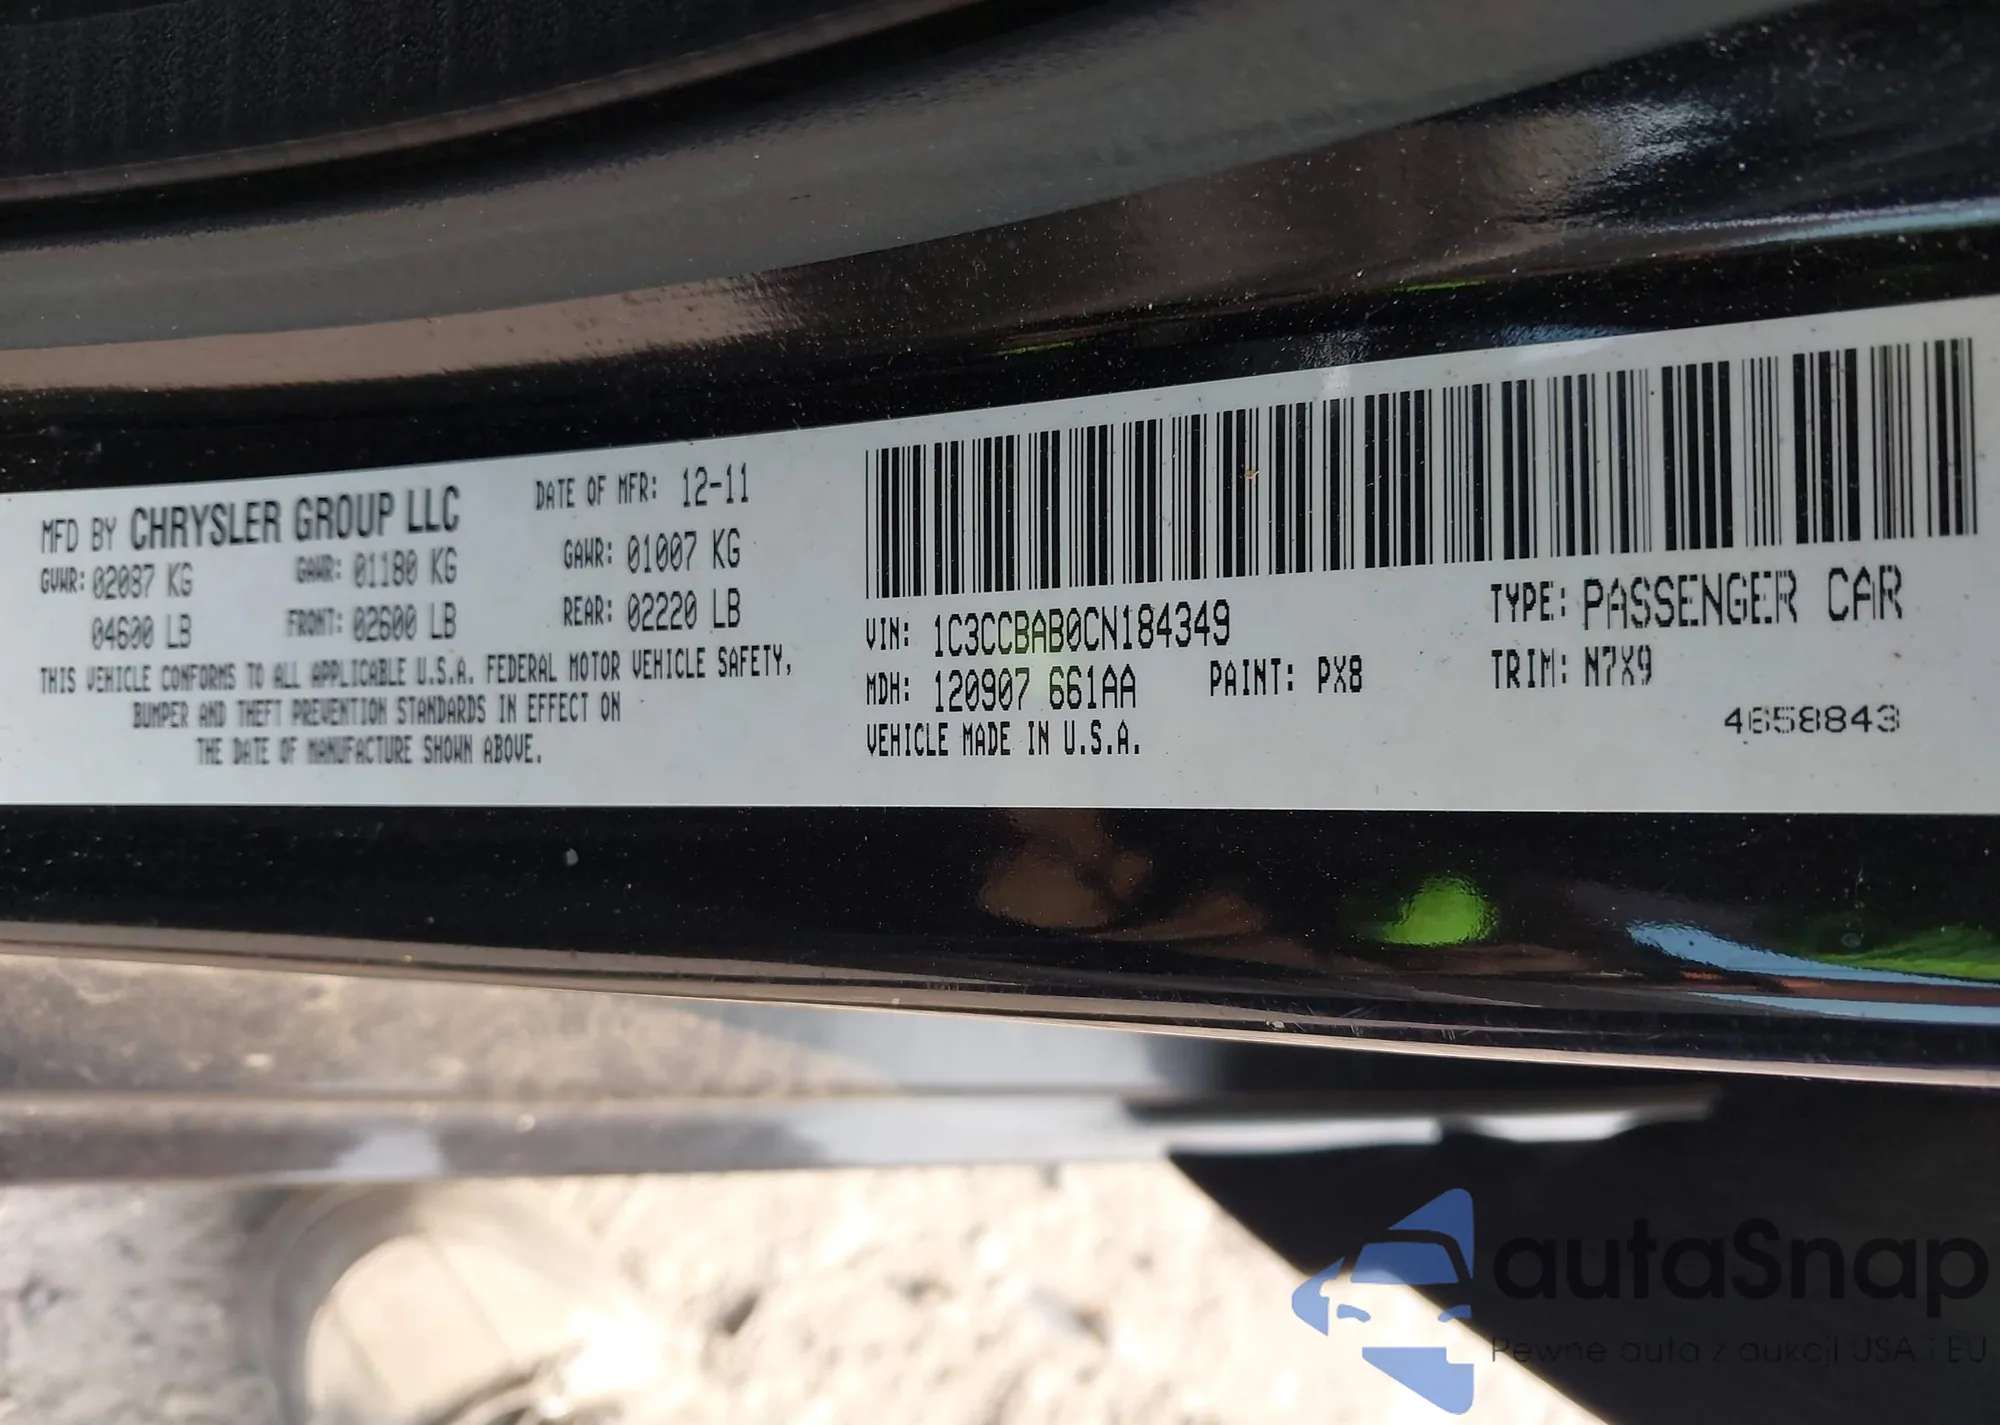 MFD BY CHRYSLER GROUP LLC DATE OF MFR: 12-11
GVWR: 02087 KG GAWR: 01180 KG GAWR: 01007 KG
04600 LB FRONT: 02600 LB REAR: 02220 LB
THIS VEHICLE CONFORMS TO ALL APPLICABLE U.S.A. FEDERAL MOTOR VEHICLE SAFETY,
BUMPER AND THEFT PREVENTION STANDARDS IN EFFECT ON
THE DATE OF MANUFACTURE SHOWN ABOVE.
VIN: 1C3CCBAB0CN184349 TYPE: PASSENGER CAR
MDH: 120907 661AA PAINT: PX8 TRIM: N7X9
VEHICLE MADE IN U.S.A. 4658843
autaSnap
Pewne auta z aukcji USA i EU